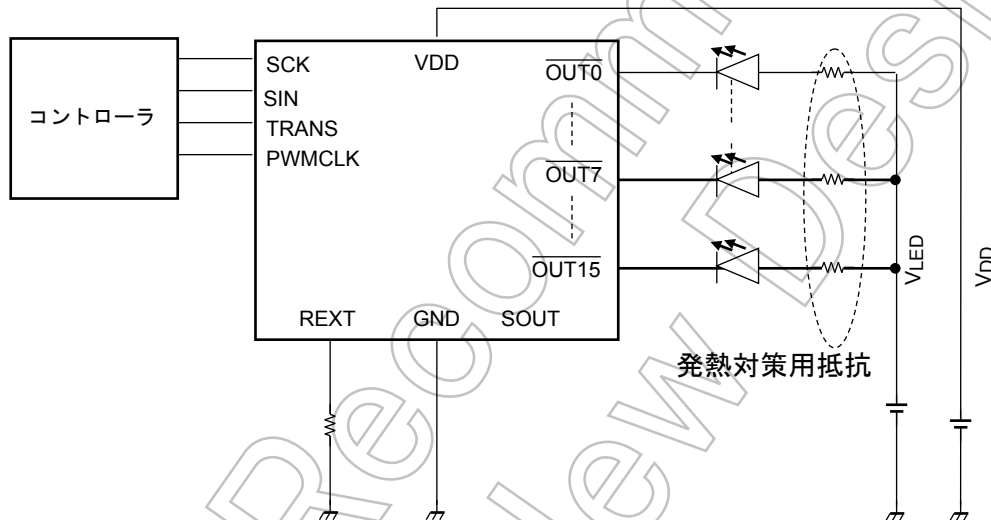 コントローラ
SCK
SIN
TRANS
PWMCLK
VDD
OUT0
OUT7
OUT15
REXT
GND
SOUT
VLED
VDD
発熱対策用抵抗